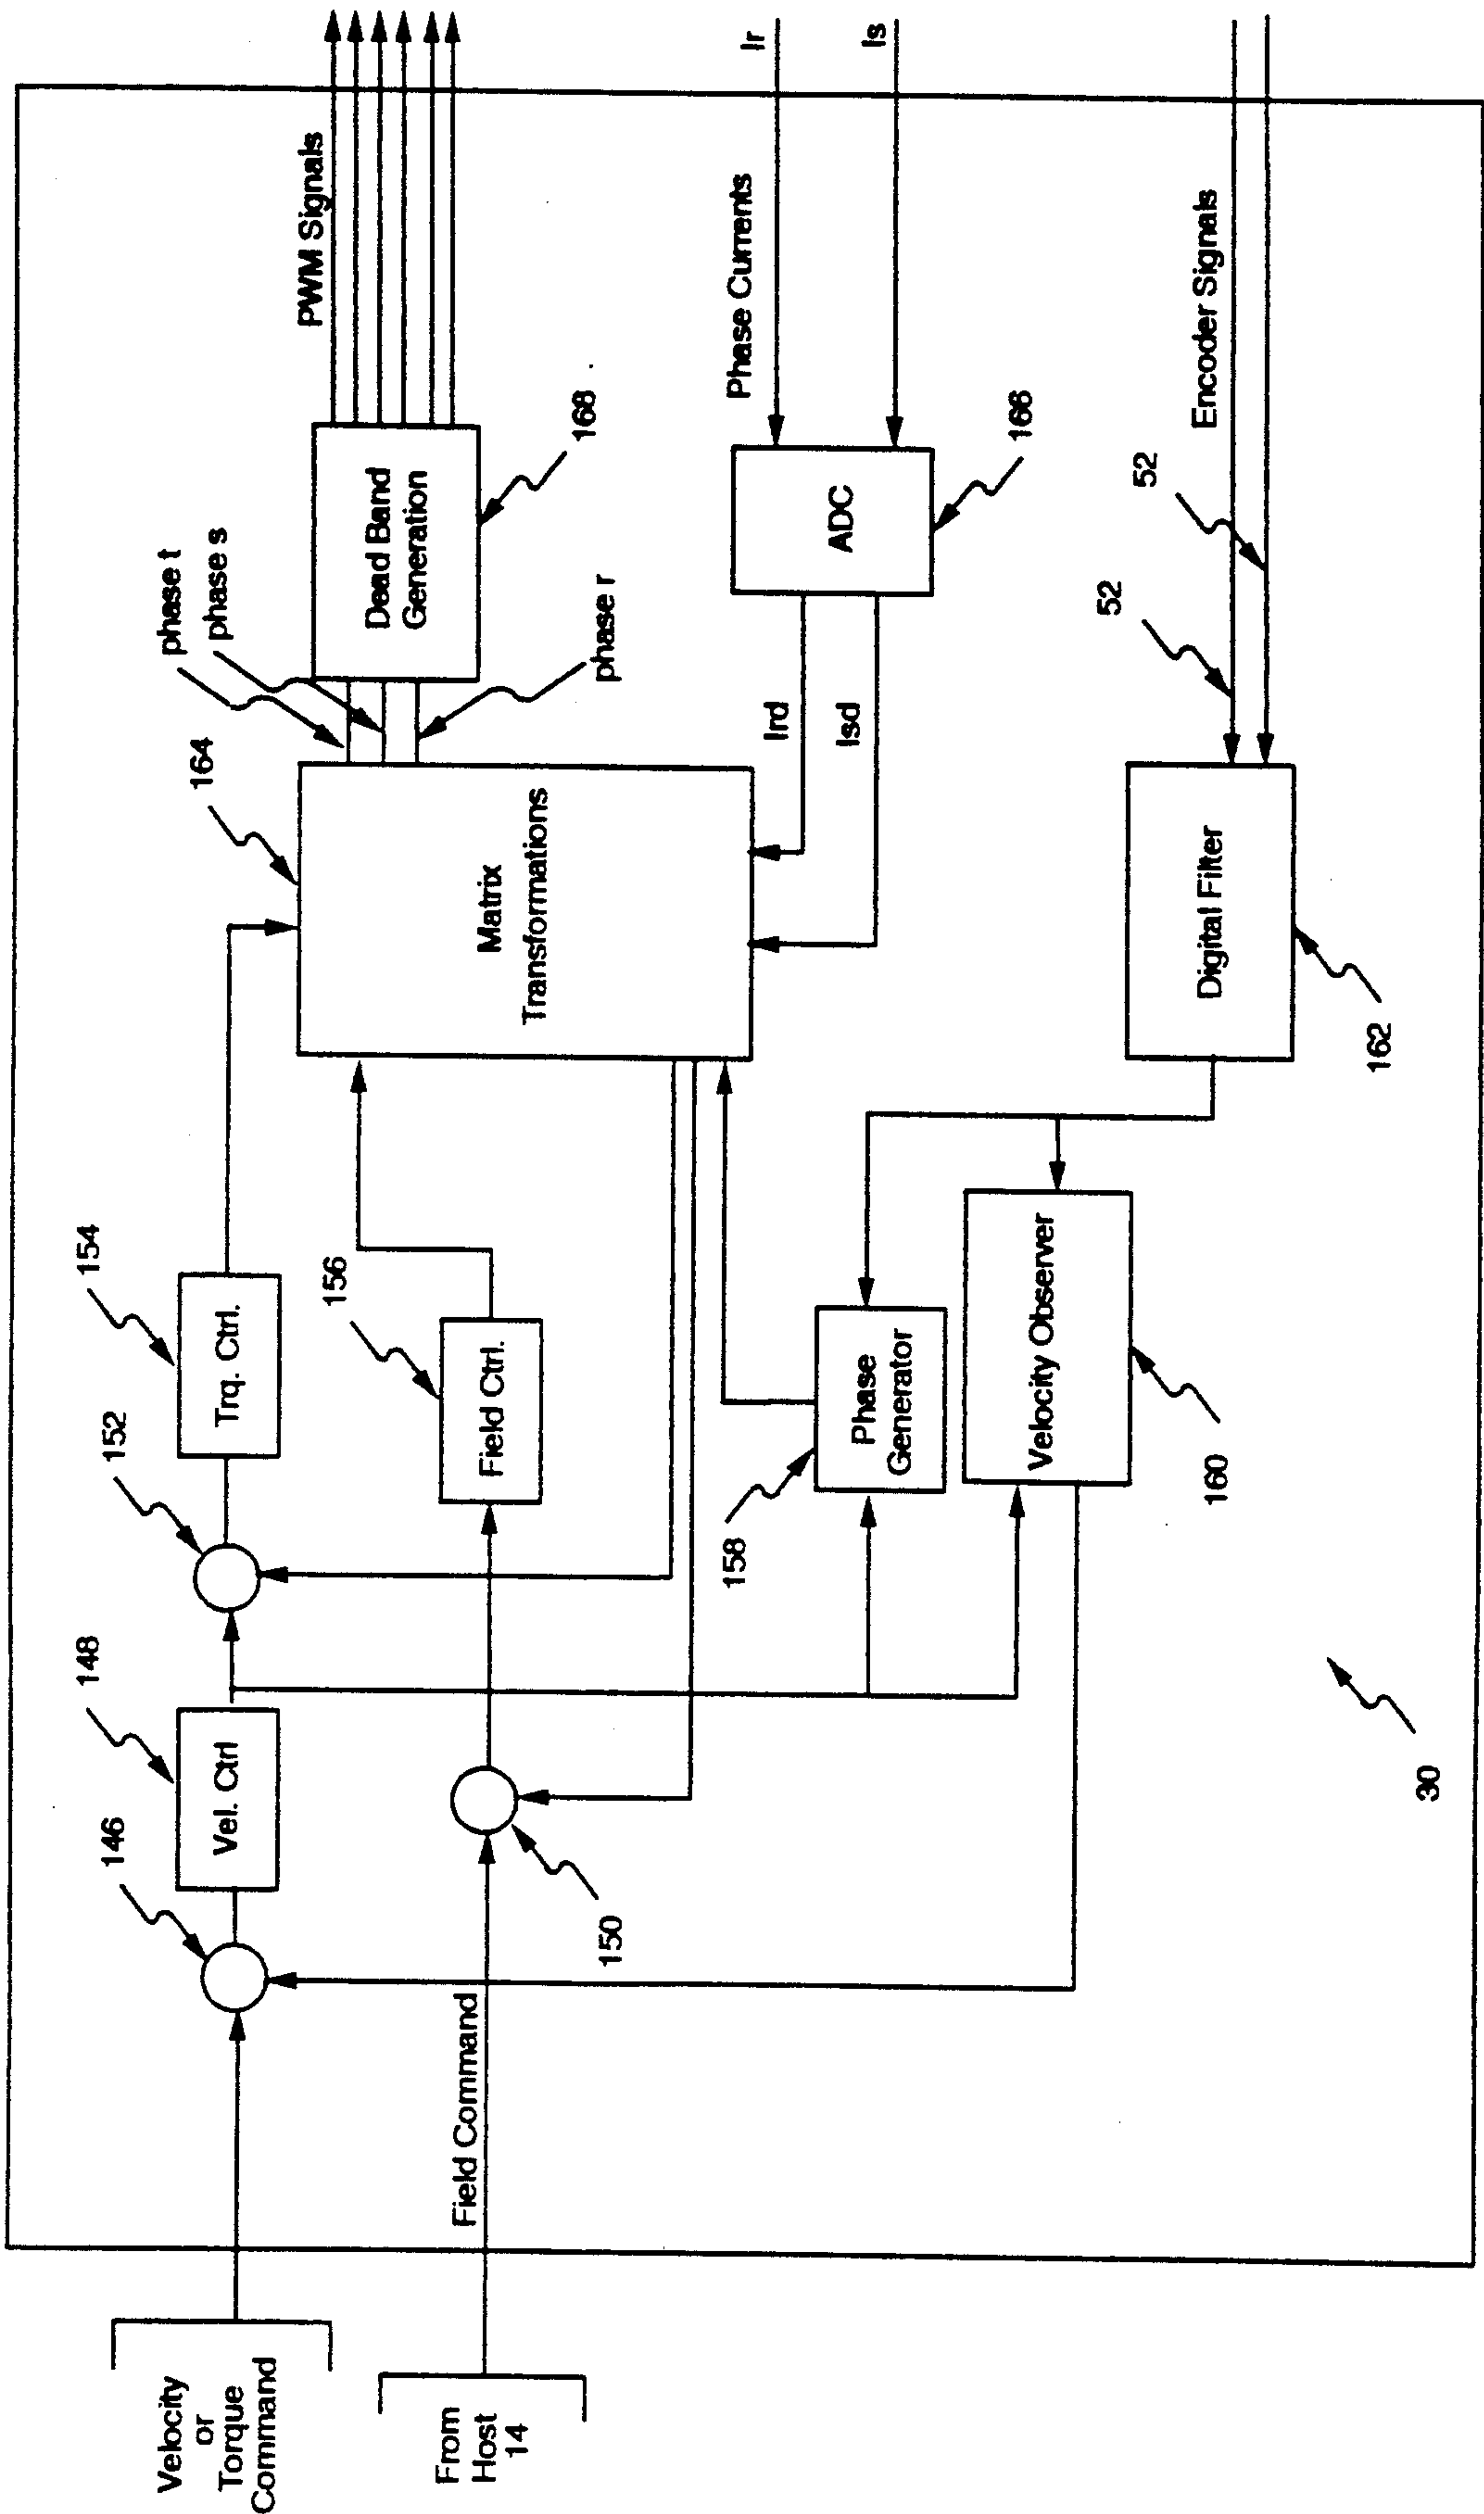 Velocity
or
Torque
Command
From
Host
14
Field Command
146
Vel. Ctrl
148
150
152
Trq. Ctrl.
154
Field Ctrl.
156
Phase
Generator
158
Velocity Observer
160
Matrix
Transformations
164
Digital Filter
162
phase t
phase s
phase r
Dead Band
Generation
168
PWM Signals
Ird
Isd
ADC
166
Phase Currents
Ir
Is
52
52
Encoder Signals
30